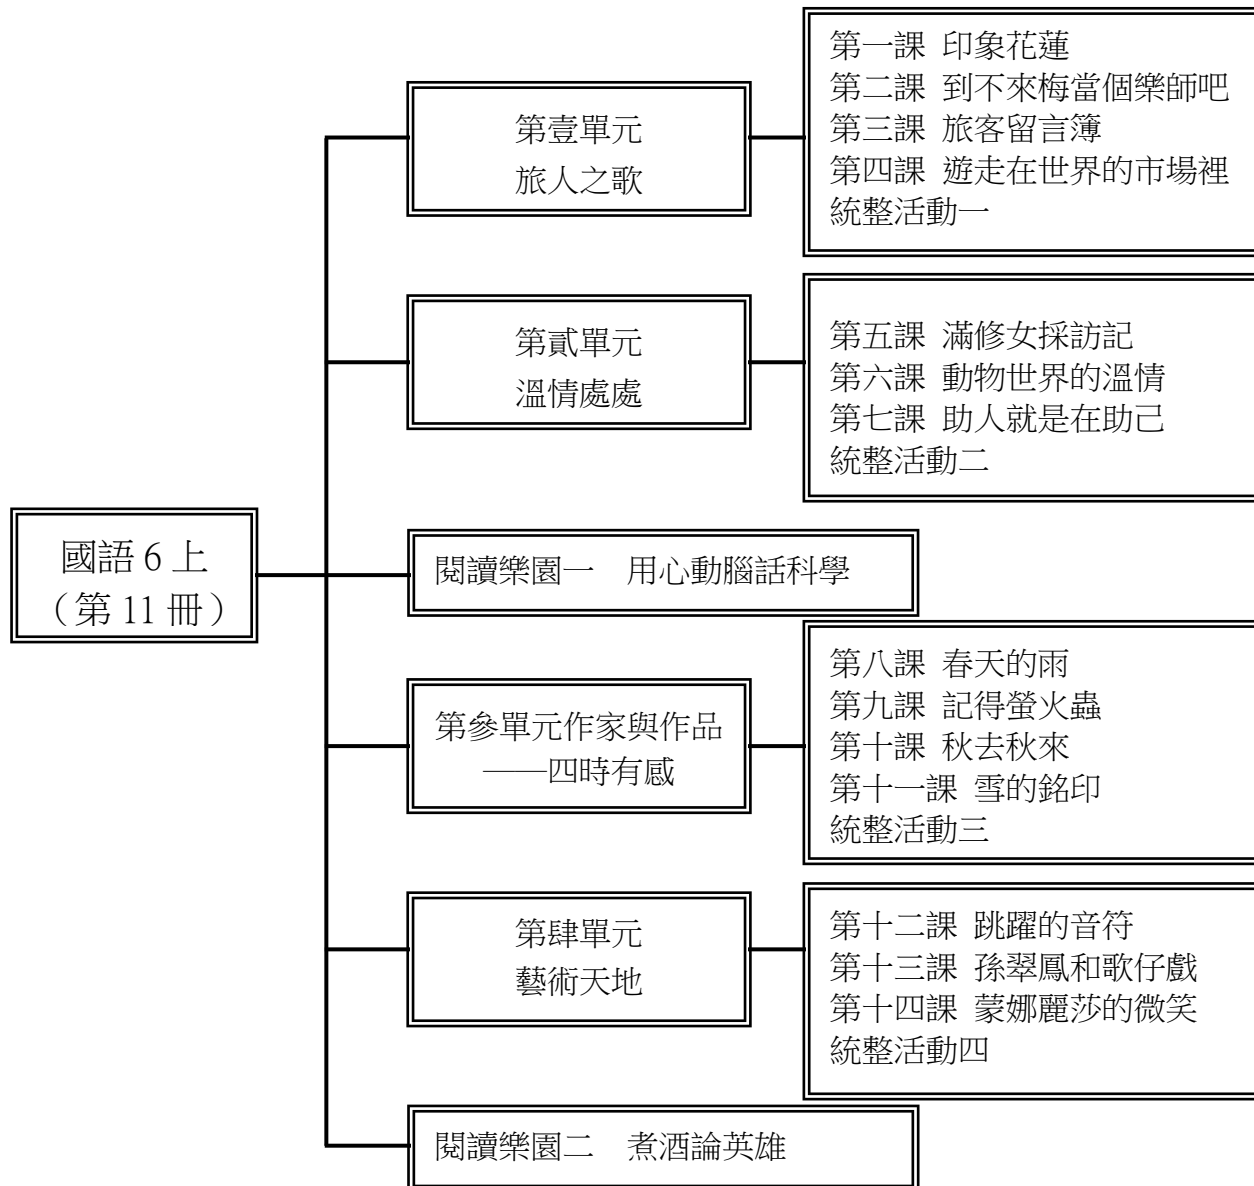 國語 6 上
（第 11 冊）
第壹單元
旅人之歌
第一課 印象花蓮
第二課 到不來梅當個樂師吧
第三課 旅客留言簿
第四課 遊走在世界的市場裡
統整活動一
第貳單元
溫情處處
第五課 滿修女採訪記
第六課 動物世界的溫情
第七課 助人就是在助己
統整活動二
閱讀樂園一　用心動腦話科學
第參單元作家與作品
——四時有感
第八課 春天的雨
第九課 記得螢火蟲
第十課 秋去秋來
第十一課 雪的銘印
統整活動三
第肆單元
藝術天地
第十二課 跳躍的音符
第十三課 孫翠鳳和歌仔戲
第十四課 蒙娜麗莎的微笑
統整活動四
閱讀樂園二　煮酒論英雄